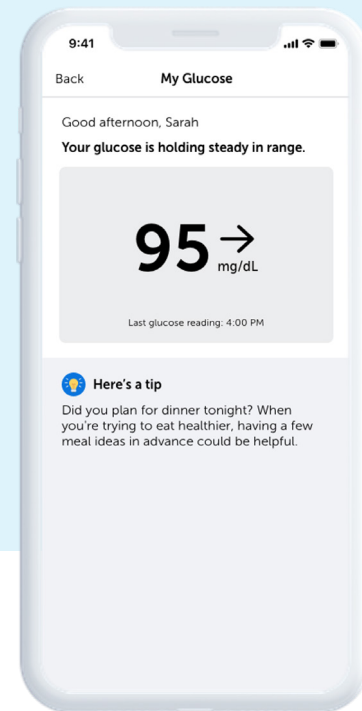 9:41
Back My Glucose
Good afternoon, Sarah
Your glucose is holding steady in range.
95 →
mg/dL
Last glucose reading: 4:00 PM
Here's a tip
Did you plan for dinner tonight? When
you're trying to eat healthier, having a few
meal ideas in advance could be helpful.